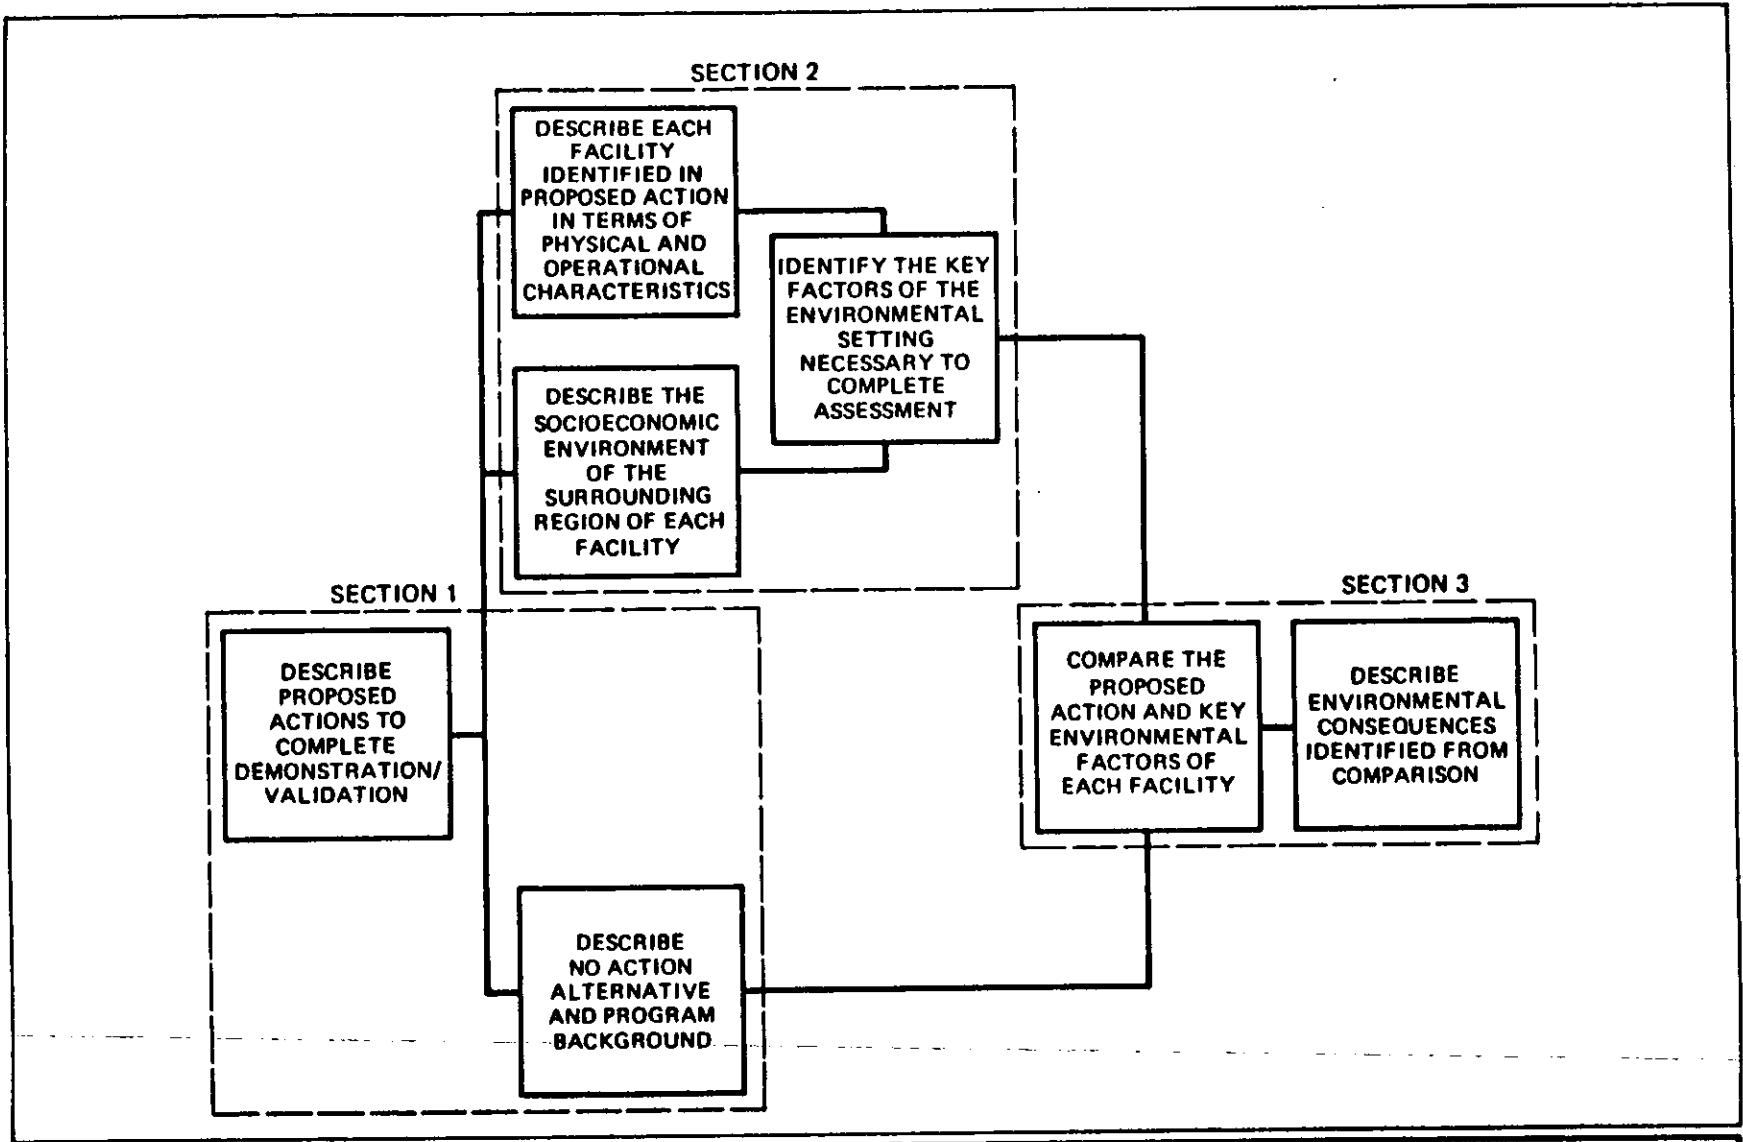 SECTION 2
DESCRIBE EACH
FACILITY
IDENTIFIED IN
PROPOSED ACTION
IN TERMS OF
PHYSICAL AND
OPERATIONAL
CHARACTERISTICS
IDENTIFY THE KEY
FACTORS OF THE
ENVIRONMENTAL
SETTING
NECESSARY TO
COMPLETE
ASSESSMENT
DESCRIBE THE
SOCIOECONOMIC
ENVIRONMENT
OF THE
SURROUNDING
REGION OF EACH
FACILITY
SECTION 1
DESCRIBE
PROPOSED
ACTIONS TO
COMPLETE
DEMONSTRATION/
VALIDATION
DESCRIBE
NO ACTION
ALTERNATIVE
AND PROGRAM
BACKGROUND
SECTION 3
COMPARE THE
PROPOSED
ACTION AND KEY
ENVIRONMENTAL
FACTORS OF
EACH FACILITY
DESCRIBE
ENVIRONMENTAL
CONSEQUENCES
IDENTIFIED FROM
COMPARISON